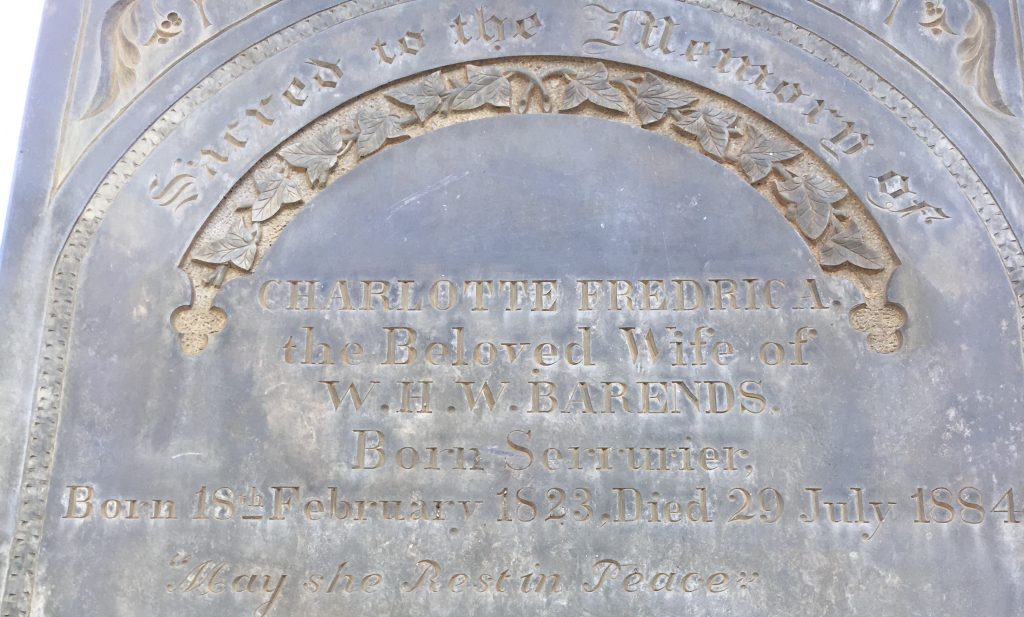 Sacred to the Memory of
CHARLOTTE FREDRICA.
the Beloved Wife of
W.H.W. BARENDS.
Born Serrurier,
Born 18th February 1823, Died 29 July 1884
"May she Rest in Peace"